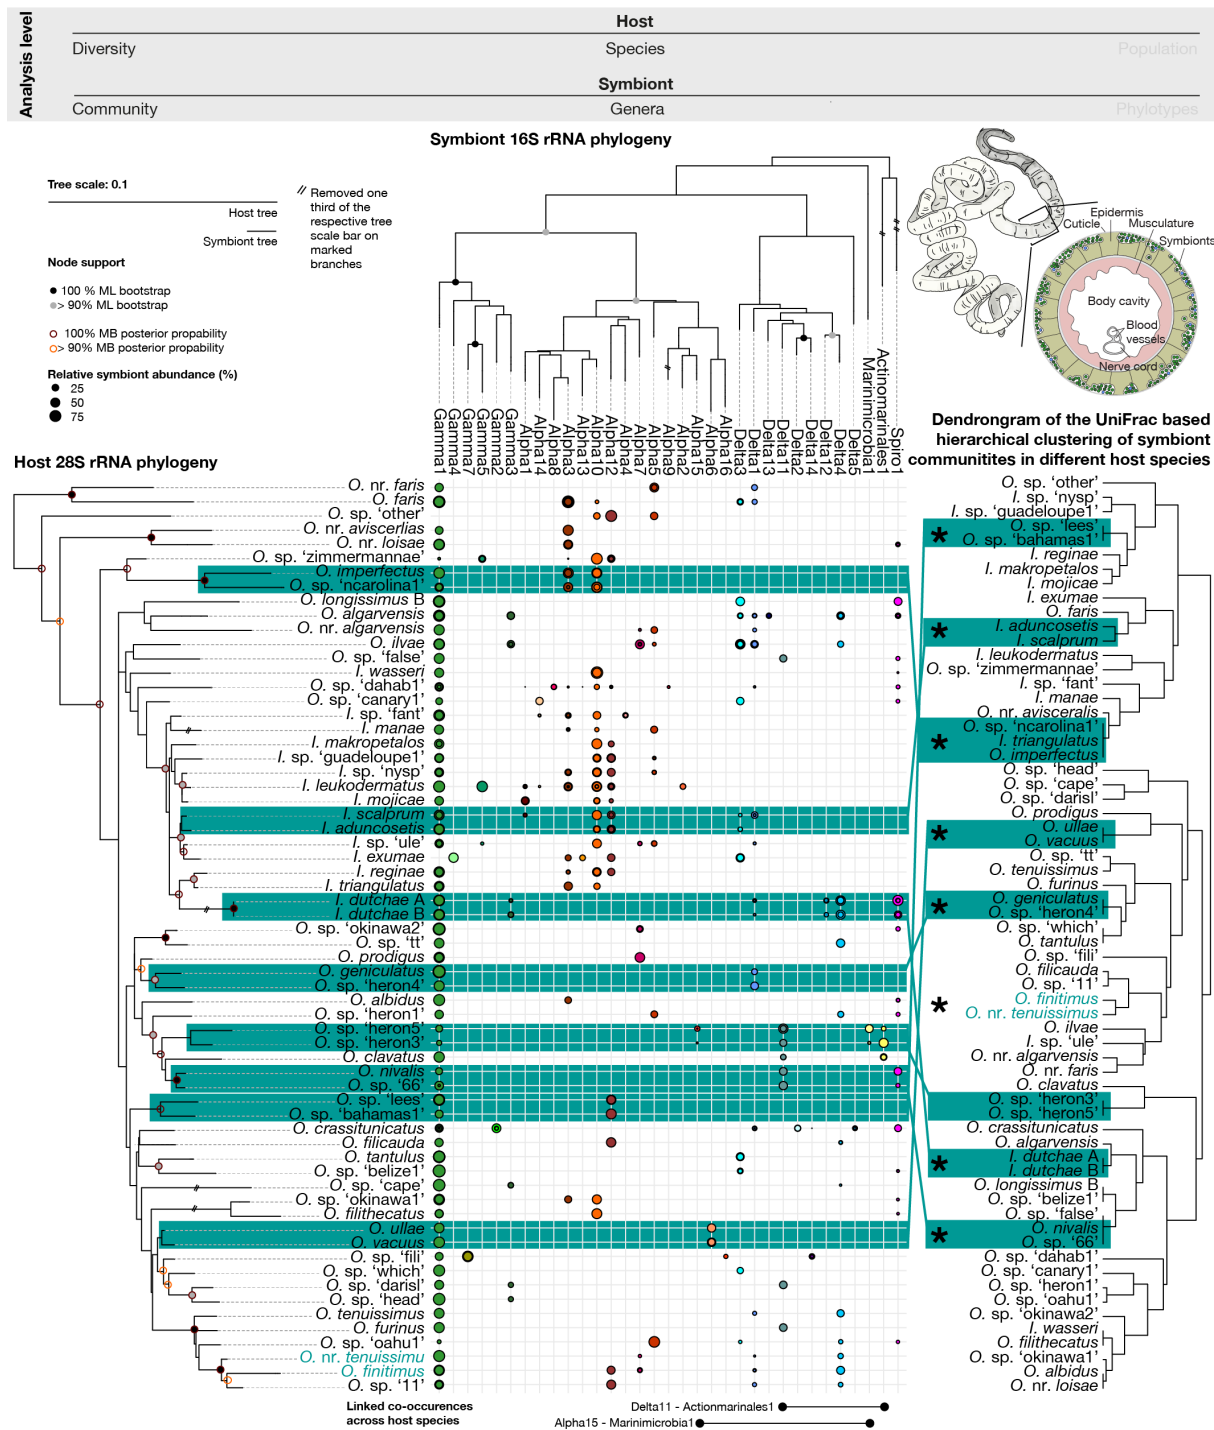 Analysis level
Host
Diversity Species Population
Symbiont
Community Genera Phylotypes
Symbiont 16S rRNA phylogeny
Tree scale: 0.1
Host tree
Symbiont tree
// Removed one
third of the
respective tree
scale bar on
marked
branches
Node support
100 % ML bootstrap
> 90% ML bootstrap
100% MB posterior propability
> 90% MB posterior propability
Relative symbiont abundance (%)
25
50
75
Epidermis
Cuticle
Musculature
Symbionts
Body cavity
Blood
vessels
Nerve cord
Gamma1
Gamma4
Gamma7
Gamma5
Gamma2
Gamma3
Alpha1
Alpha14
Alpha8
Alpha3
Alpha13
Alpha10
Alpha12
Alpha4
Alpha7
Alpha5
Alpha9
Alpha2
Alpha15
Alpha6
Alpha16
Delta3
Delta1
Delta13
Delta11
Delta2
Delta14
Delta12
Delta4
Delta5
Marinimicrobia1
Actinomarinales1
Spiro1
Host 28S rRNA phylogeny
O. nr. faris
O. faris
O. sp. ‘other’
O. nr. aviscerlias
O. nr. loisae
O. sp. ‘zimmermannae’
O. imperfectus
O. sp. ‘ncarolina1’
O. longissimus B
O. algarvensis
O. nr. algarvensis
O. ilvae
O. sp. ‘false’
I. wasseri
O. sp. ‘dahab1’
O. sp. ‘canary1’
I. sp. ‘fant’
I. manae
I. makropetalos
I. sp. ‘guadeloupe1’
I. sp. ‘nysp’
I. leukodermatus
I. mojicae
I. scalprum
I. aduncosetis
I. sp. ‘ule’
I. exumae
I. reginae
I. triangulatus
I. dutchae A
I. dutchae B
O. sp. ‘okinawa2’
O. sp. ‘tt’
O. prodigus
O. geniculatus
O. sp. ‘heron4’
O. albidus
O. sp. ‘heron1’
O. sp. ‘heron5’
O. sp. ‘heron3’
O. clavatus
O. nivalis
O. sp. ‘66’
O. sp. ‘lees’
O. sp. ‘bahamas1’
O. crassitunicatus
O. filicauda
O. tantulus
O. sp. ‘belize1’
O. sp. ‘cape’
O. sp. ‘okinawa1’
O. filithecatus
O. ullae
O. vacuus
O. sp. ‘fili’
O. sp. ‘which’
O. sp. ‘darisl’
O. sp. ‘head’
O. tenuissimus
O. furinus
O. sp. ‘oahu1’
O. nr. tenuissimu
O. finitimus
O. sp. ‘11’
Dendrongram of the UniFrac based
hierarchical clustering of symbiont
communitites in different host species
O. sp. ‘other’
I. sp. ‘nysp’
I. sp. ‘guadeloupe1’
O. sp. ‘lees’
* O. sp. ‘bahamas1’
I. reginae
I. makropetalos
I. mojicae
I. exumae
O. faris
* I. aduncosetis
I. scalprum
I. leukodermatus
O. sp. ‘zimmermannae’
I. sp. ‘fant’
I. manae
O. nr. avisceralis
O. sp. ‘ncarolina1’
* I. triangulatus
O. imperfectus
O. sp. ‘head’
O. sp. ‘cape’
O. sp. ‘darisl’
O. prodigus
* O. ullae
O. vacuus
O. sp. ‘tt’
O. tenuissimus
O. furinus
* O. geniculatus
O. sp. ‘heron4’
O. sp. ‘which’
O. tantulus
O. sp. ‘fili’
O. filicauda
O. sp. ‘11’
* O. finitimus
O. nr. tenuissimus
O. ilvae
I. sp. ‘ule’
O. nr. algarvensis
O. nr. faris
O. clavatus
O. sp. ‘heron3’
O. sp. ‘heron5’
O. crassitunicatus
O. algarvensis
* I. dutchae A
I. dutchae B
O. longissimus B
O. sp. ‘belize1’
O. sp. ‘false’
* O. nivalis
O. sp. ‘66’
O. sp. ‘dahab1’
O. sp. ‘canary1’
O. sp. ‘heron1’
O. sp. ‘oahu1’
O. sp. ‘okinawa2’
I. wasseri
O. filithecatus
O. sp. ‘okinawa1’
O. albidus
O. nr. loisae
Linked co-occurences
across host species
Delta11 - Actionmarinales1
Alpha15 - Marinimicrobia1